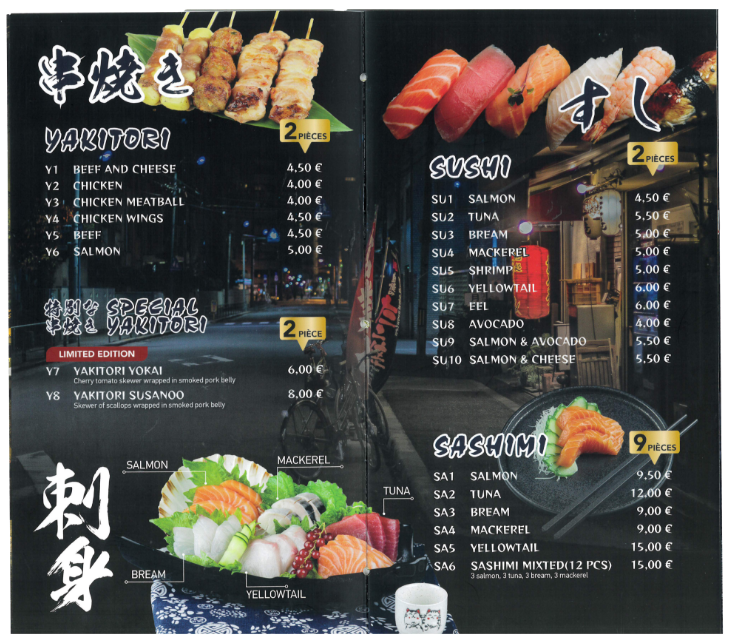 串焼き
YAKITORI
2 PIÈCES
Y1 BEEF AND CHEESE 4,50 €
Y2 CHICKEN 4,00 €
Y3 CHICKEN MEATBALL 4,00 €
Y4 CHICKEN WINGS 4,50 €
Y5 BEEF 4,50 €
Y6 SALMON 5,00 €
特別な SPECIAL
串焼き YAKITORI
2 PIÈCE
LIMITED EDITION
Y7 YAKITORI YOKAI 6,00 €
Cherry tomato skewer wrapped in smoked pork belly
Y8 YAKITORI SUSANOO 8,00 €
Skewer of scallops wrapped in smoked pork belly
刺身
SALMON
MACKEREL
TUNA
BREAM
YELLOWTAIL
すし
SUSHI
2 PIÈCES
SU1 SALMON 4,50 €
SU2 TUNA 5,50 €
SU3 BREAM 5,00 €
SU4 MACKEREL 5,00 €
SU5 SHRIMP 5,00 €
SU6 YELLOWTAIL 6,00 €
SU7 EEL 6,00 €
SU8 AVOCADO 4,00 €
SU9 SALMON & AVOCADO 5,50 €
SU10 SALMON & CHEESE 5,50 €
SASHIMI
9 PIÈCES
SA1 SALMON 9,50 €
SA2 TUNA 12,00 €
SA3 BREAM 9,00 €
SA4 MACKEREL 9,00 €
SA5 YELLOWTAIL 15,00 €
SA6 SASHIMI MIXTED(12 PCS) 15,00 €
3 salmon, 3 tuna, 3 bream, 3 mackerel